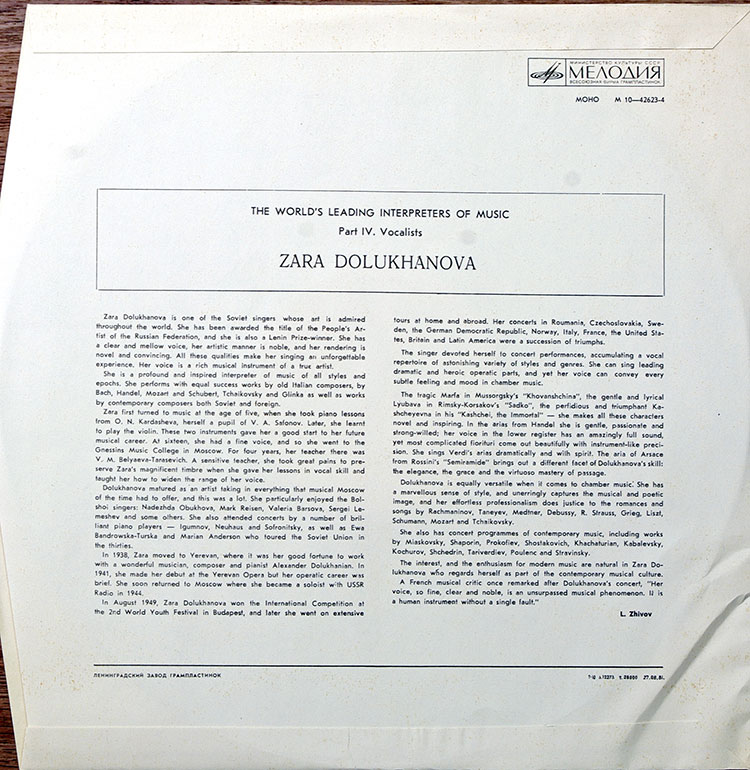 МИНИСТЕРСТВО КУЛЬТУРЫ СССР
МЕЛОДИЯ
ВСЕСОЮЗНАЯ ФИРМА ГРАМПЛАСТИНОК
МОНО М 10—42623-4
THE WORLD'S LEADING INTERPRETERS OF MUSIC
Part IV. Vocalists
ZARA DOLUKHANOVA
Zara Dolukhanova is one of the Soviet singers whose art is admired
throughout the world. She has been awarded the title of the People's Ar-
tist of the Russian Federation, and she is also a Lenin Prize-winner. She has
a clear and mellow voice, her artistic manner is noble, and her rendering is
novel and convincing. All these qualities make her singing an unforgettable
experience. Her voice is a rich musical instrument of a true artist.
She is a profound and inspired interpreter of music of all styles and
epochs. She performs with equal success works by old Italian composers, by
Bach, Handel, Mozart and Schubert, Tchaikovsky and Glinka as well as works
by contemporary composers both Soviet and foreign.
Zara first turned to music at the age of five, when she took piano lessons
from O. N. Kardasheva, herself a pupil of V. A. Safonov. Later, she learnt
to play the violin. These two instruments gave her a good start to her future
musical career. At sixteen, she had a fine voice, and so she went to the
Gnessins Music College in Moscow. For four years, her teacher there was
V. M. Belyaeva-Tarasevich. A sensitive teacher, she took great pains to pre-
serve Zara's magnificent timbre when she gave her lessons in vocal skill and
taught her how to widen the range of her voice.
Dolukhanova matured as an artist taking in everything that musical Moscow
of the time had to offer, and this was a lot. She particularly enjoyed the Bol-
shoi singers: Nadezhda Obukhova, Mark Reisen, Valeria Barsova, Sergei Le-
meshev and some others. She also attended concerts by a number of bril-
liant piano players — Igumnov, Neuhaus and Sofronitsky, as well as Ewa
Bandrowska-Turska and Marian Anderson who toured the Soviet Union in
the thirties.
In 1938, Zara moved to Yerevan, where it was her good fortune to work
with a wonderful musician, composer and pianist Alexander Dolukhanian. In
1941, she made her debut at the Yerevan Opera but her operatic career was
brief. She soon returned to Moscow where she became a soloist with USSR
Radio in 1944.
In August 1949, Zara Dolukhanova won the International Competition at
the 2nd World Youth Festival in Budapest, and later she went on extensive
tours at home and abroad. Her concerts in Roumania, Czechoslovakia, Swe-
den, the German Democratic Republic, Norway, Italy, France, the United Sta-
tes, Britain and Latin America were a succession of triumphs.
The singer devoted herself to concert performances, accumulating a vocal
repertoire of astonishing variety of styles and genres. She can sing leading
dramatic and heroic operatic parts, and yet her voice can convey every
subtle feeling and mood in chamber music.
The tragic Marfa in Mussorgsky's "Khovanshchina", the gentle and lyrical
Lyubava in Rimsky-Korsakov's "Sadko", the perfidious and triumphant Ka-
shcheyevna in his "Kashchei, the Immortal" — she makes all these characters
novel and inspiring. In the arias from Handel she is gentle, passionate and
strong-willed; her voice in the lower register has an amazingly full sound,
yet most complicated fiorituri come out beautifully with instrument-like preci-
sion. She sings Verdi's arias dramatically and with spirit. The aria of Arsace
from Rossini's "Semiramide" brings out a different facet of Dolukhanova's skill:
the elegance, the grace and the virtuoso mastery of passage.
Dolukhanova is equally versatile when it comes to chamber music. She has
a marvellous sense of style, and unerringly captures the musical and poetic
image, and her effortless professionalism does justice to the romances and
songs by Rachmaninov, Taneyev, Medtner, Debussy, R. Strauss, Grieg, Liszt,
Schumann, Mozart and Tchaikovsky.
She also has concert programmes of contemporary music, including works
by Miaskovsky, Shaporin, Prokofiev, Shostakovich, Khachaturian, Kabalevsky,
Kochurov, Shchedrin, Tariverdiev, Poulenc and Stravinsky.
The interest, and the enthusiasm for modern music are natural in Zara Do-
lukhanova who regards herself as part of the contemporary musical culture.
A French musical critic once remarked after Dolukhanova's concert, "Her
voice, so fine, clear and noble, is an unsurpassed musical phenomenon. It is
a human instrument without a single fault."
L. Zhivov
ЛЕНИНГРАДСКИЙ ЗАВОД ГРАМПЛАСТИНОК
27.08.81.